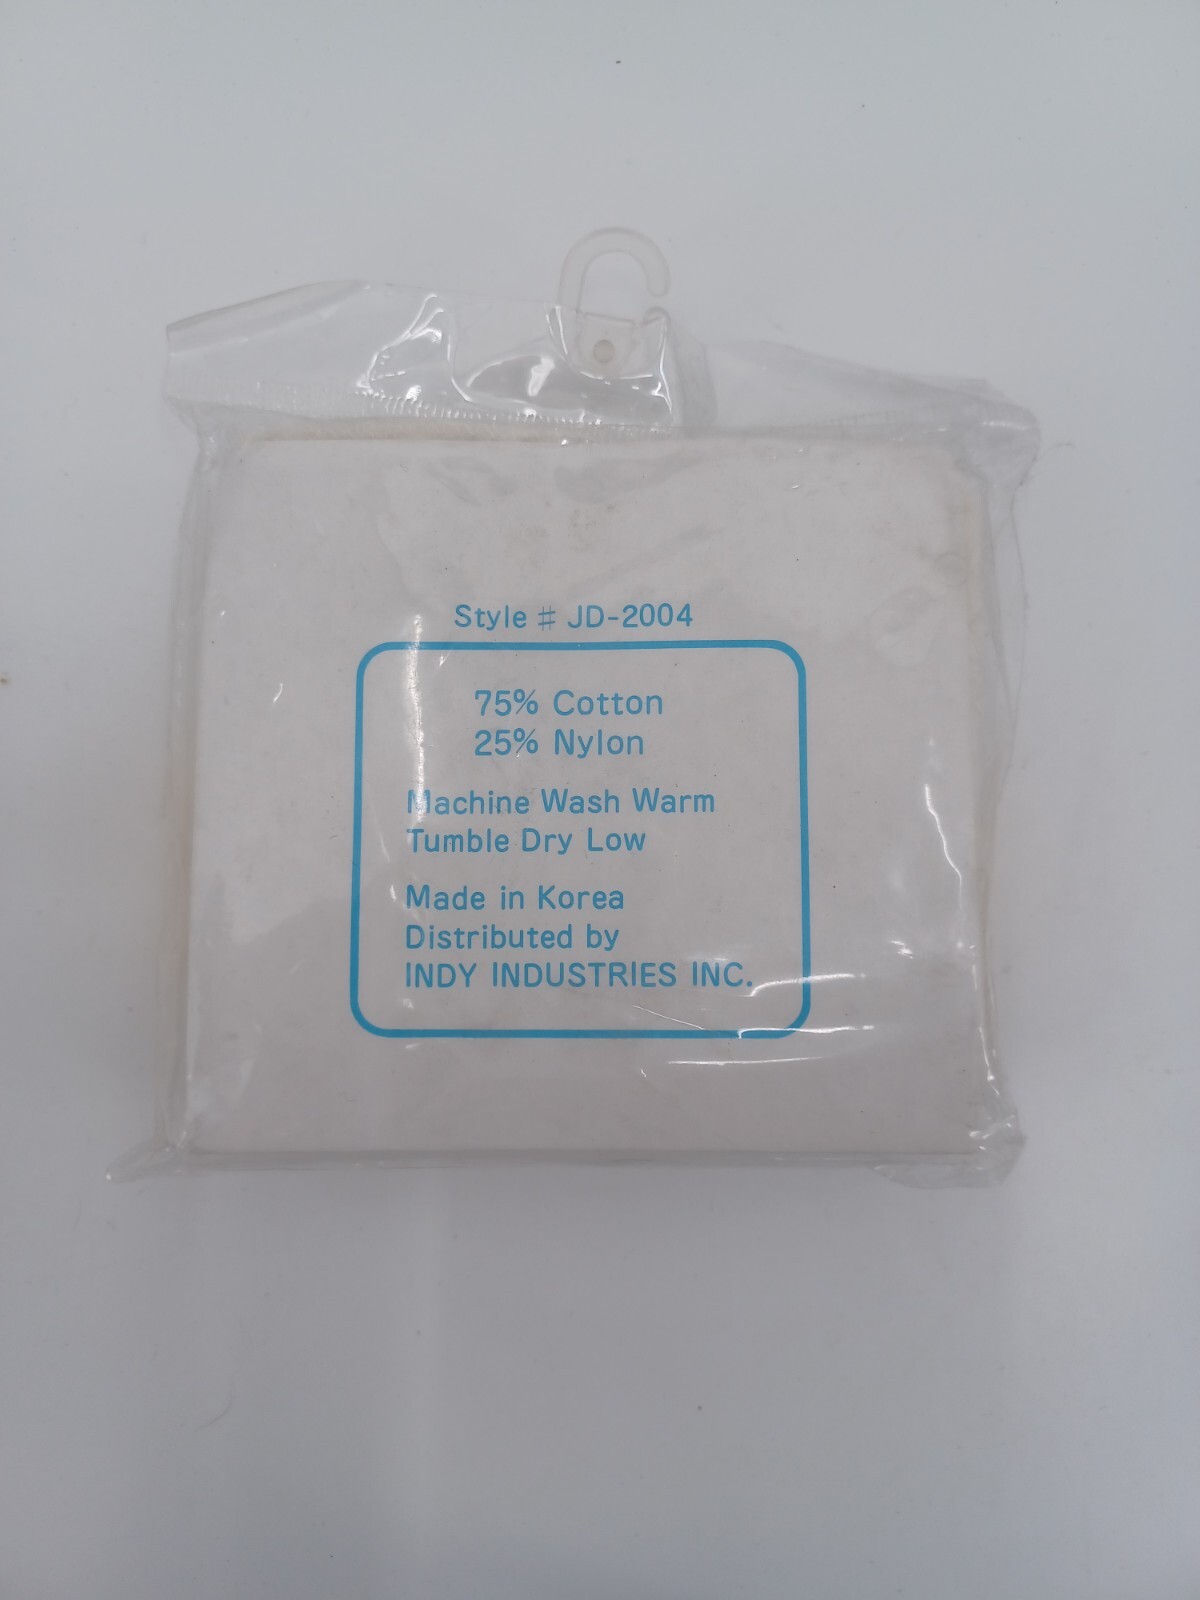 Style # JD-2004
75% Cotton
25% Nylon
Machine Wash Warm
Tumble Dry Low
Made in Korea
Distributed by
INDY INDUSTRIES INC.